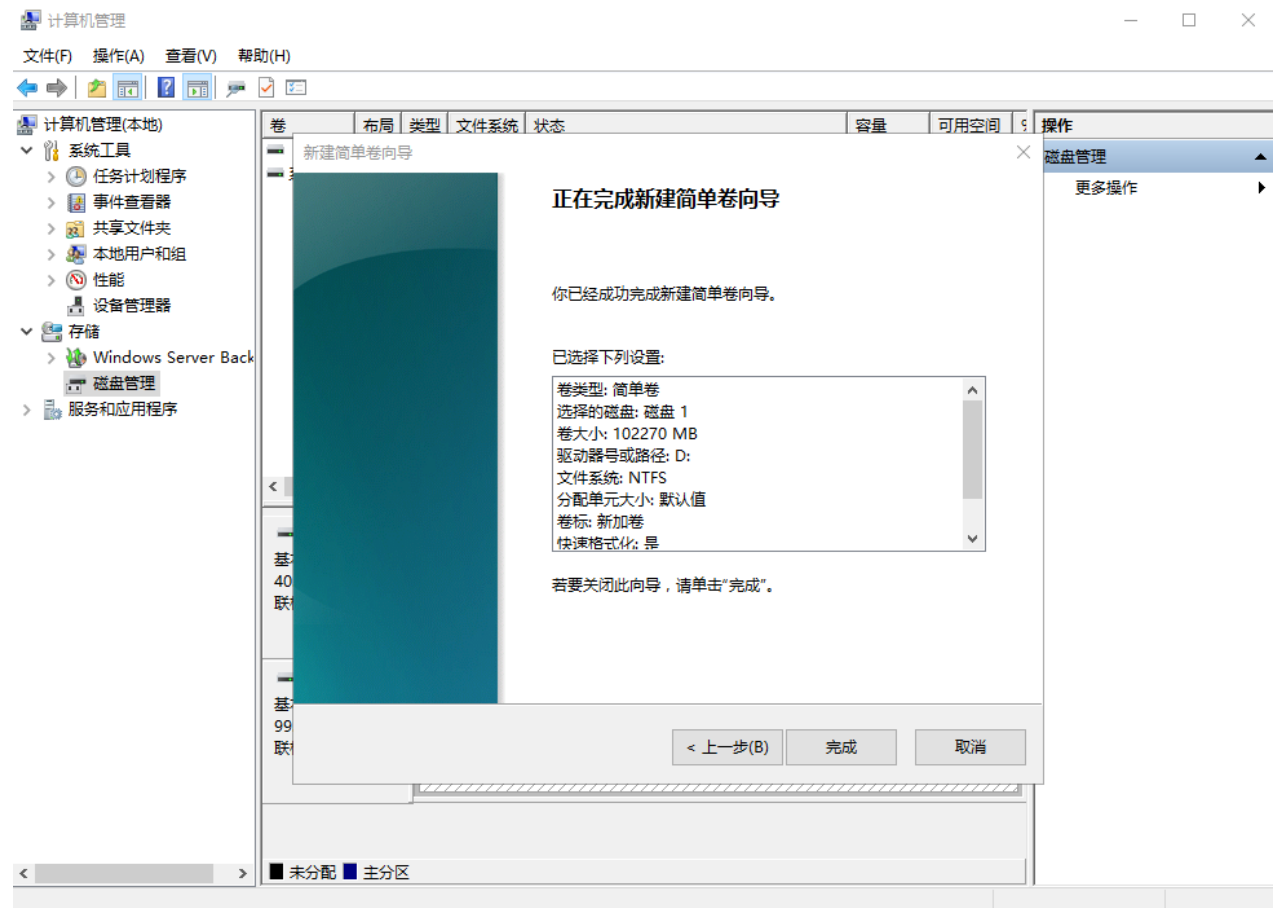 计算机管理
文件(F) 操作(A) 查看(V) 帮助(H)
计算机管理(本地)
系统工具
任务计划程序
事件查看器
共享文件夹
本地用户和组
性能
设备管理器
存储
Windows Server Back
磁盘管理
服务和应用程序
卷 布局 类型 文件系统 状态 容量 可用空间
新建简单卷向导
正在完成新建简单卷向导
你已经成功完成新建简单卷向导。
已选择下列设置:
卷类型: 简单卷
选择的磁盘: 磁盘 1
卷大小: 102270 MB
驱动器号或路径: D:
文件系统: NTFS
分配单元大小: 默认值
卷标: 新加卷
快速格式化: 是
若要关闭此向导，请单击“完成”。
< 上一步(B) 完成 取消
基
40
联
基
99
联
未分配 主分区
操作
磁盘管理
更多操作